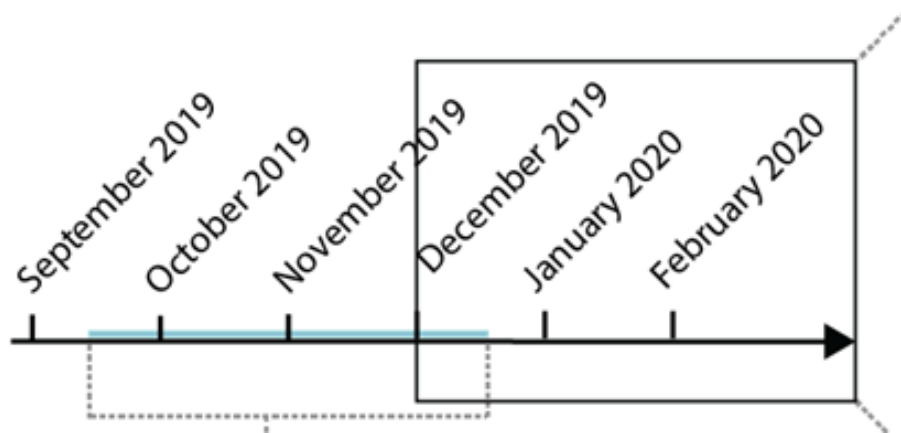 September 2019
October 2019
November 2019
December 2019
January 2020
February 2020